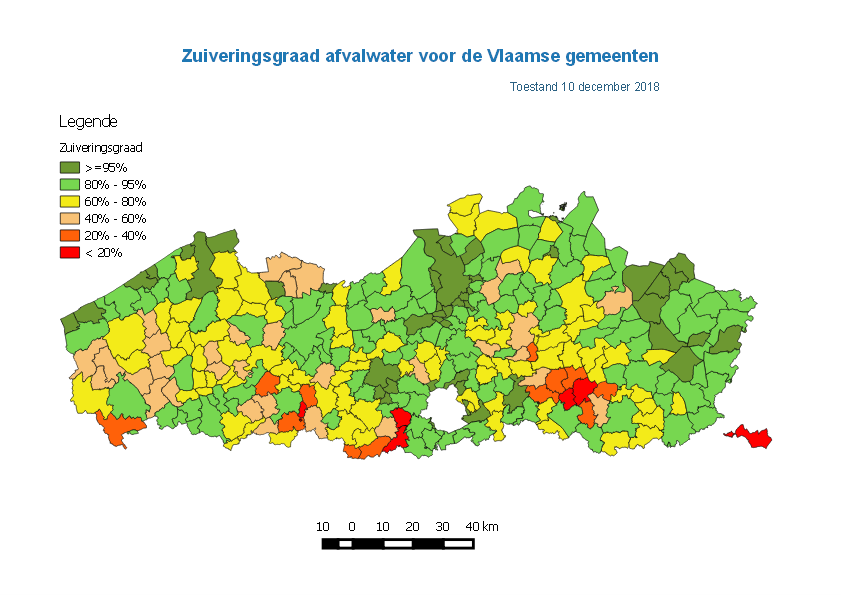 Zuiveringsgraad afvalwater voor de Vlaamse gemeenten
Toestand 10 december 2018
Legende
Zuiveringsgraad
>=95%
80% - 95%
60% - 80%
40% - 60%
20% - 40%
< 20%
10 0 10 20 30 40 km